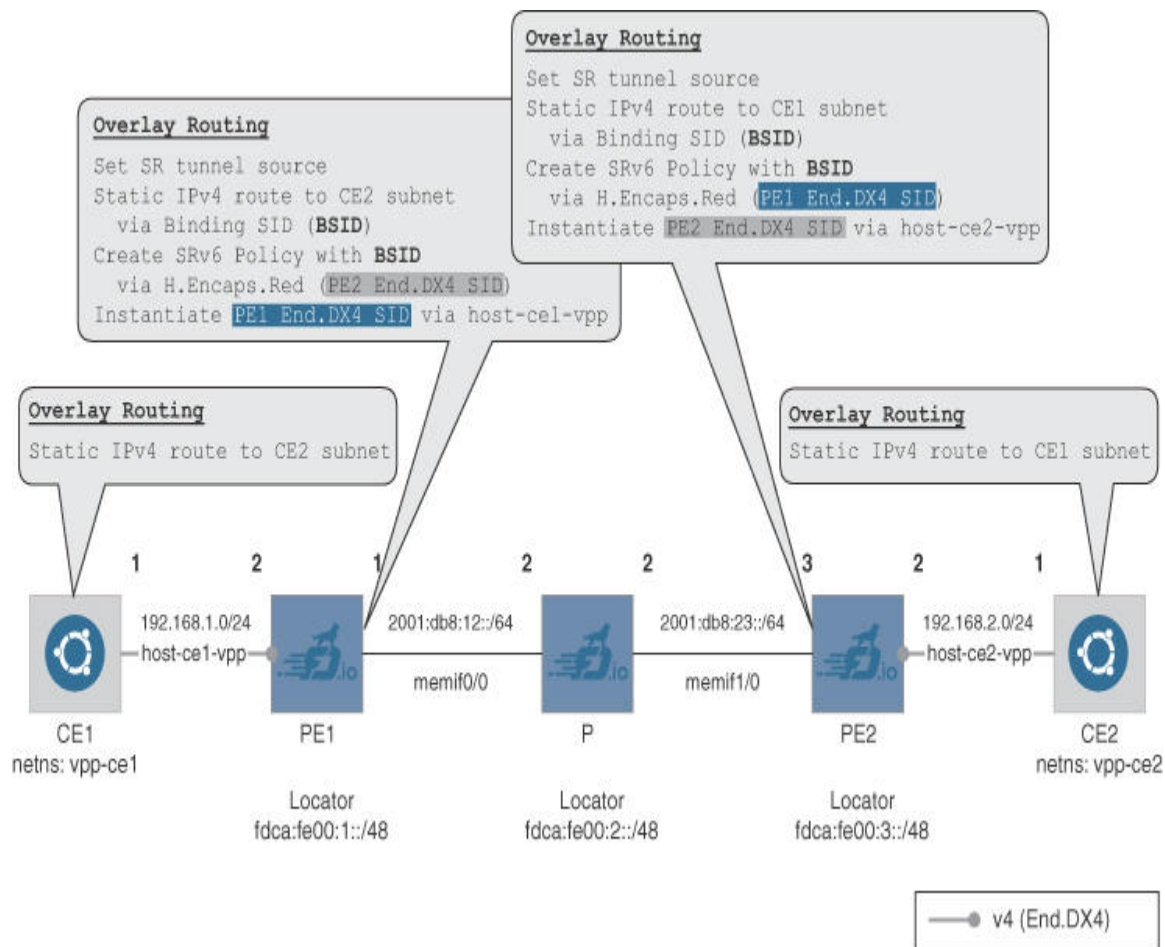 Overlay Routing
Set SR tunnel source
Static IPv4 route to CE1 subnet
via Binding SID (BSID)
Create SRv6 Policy with BSID
via H.Encaps.Red (PE1 End.DX4 SID)
Instantiate PE2 End.DX4 SID via host-ce2-vpp
Overlay Routing
Set SR tunnel source
Static IPv4 route to CE2 subnet
via Binding SID (BSID)
Create SRv6 Policy with BSID
via H.Encaps.Red (PE2 End.DX4 SID)
Instantiate PE1 End.DX4 SID via host-ce1-vpp
Overlay Routing
Static IPv4 route to CE2 subnet
Overlay Routing
Static IPv4 route to CE1 subnet
1 2 1 2 2 3 2 1
192.168.1.0/24 2001:db8:12::/64 2001:db8:23::/64 192.168.2.0/24
host-ce1-vpp .io .io .io host-ce2-vpp
memif0/0 memif1/0
CE1 PE1 P PE2 CE2
netns: vpp-ce1 netns: vpp-ce2
Locator Locator Locator
fdca:fe00:1::/48 fdca:fe00:2::/48 fdca:fe00:3::/48
v4 (End.DX4)